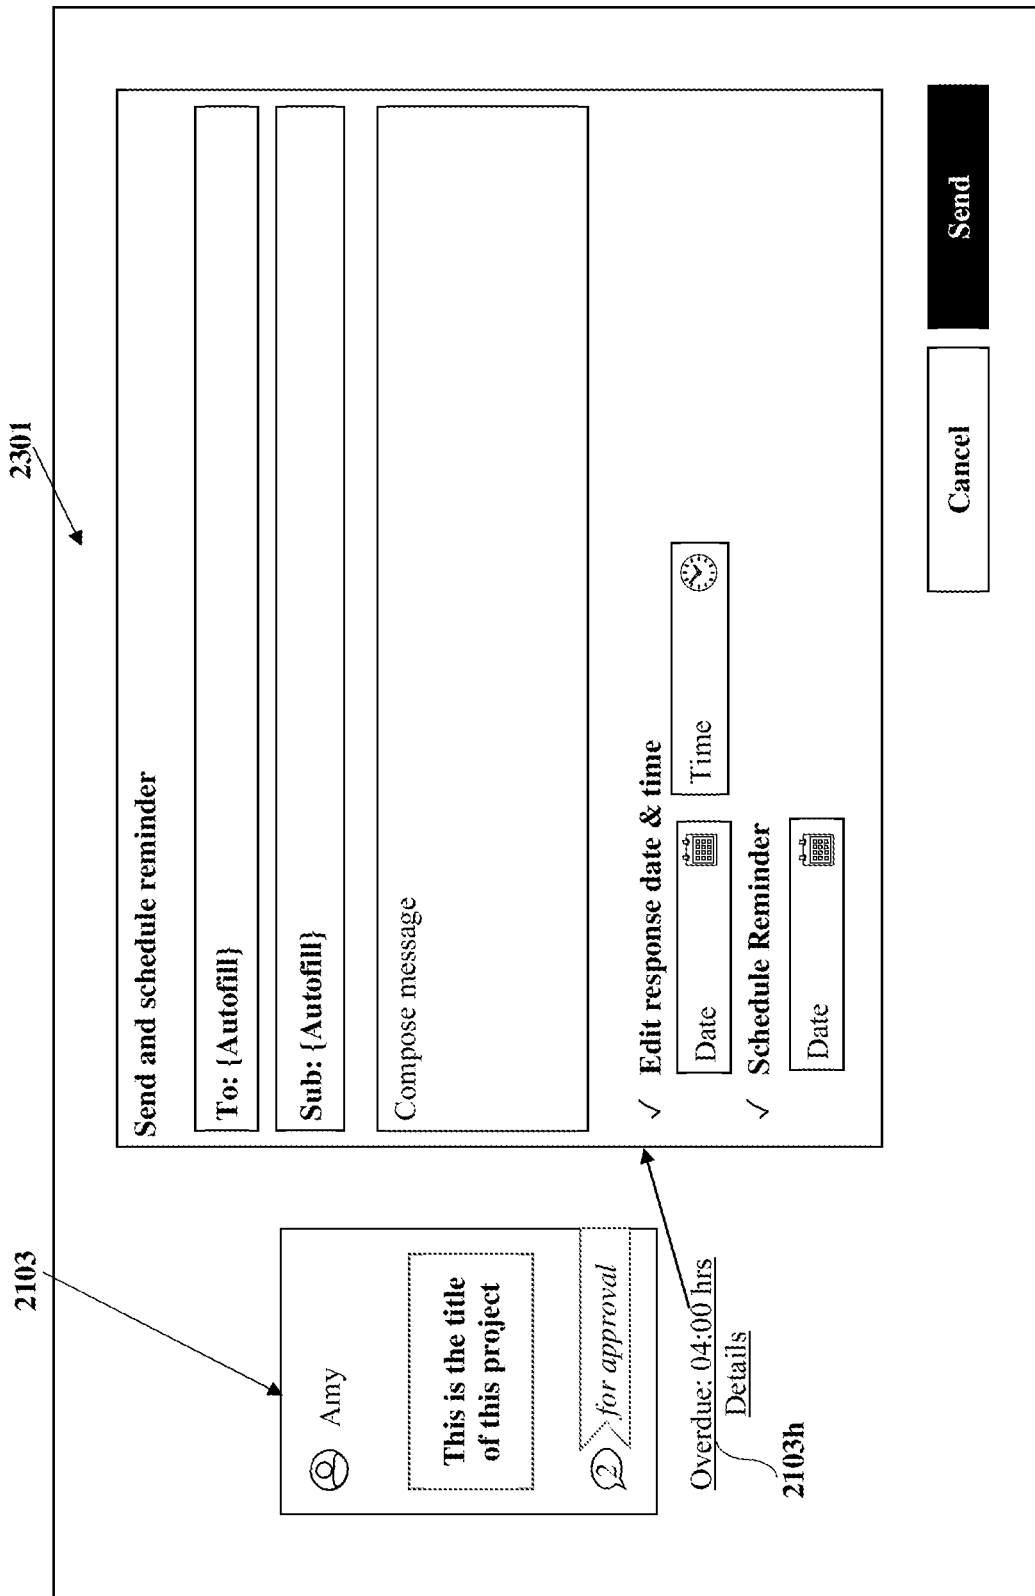 2301
2103
Amy
This is the title
of this project
2
for approval
Overdue: 04:00 hrs
Details
2103h
Send and schedule reminder
To: {Autofill}
Sub: {Autofill}
Compose message
✓ Edit response date & time
Date
Time
✓ Schedule Reminder
Date
Cancel
Send